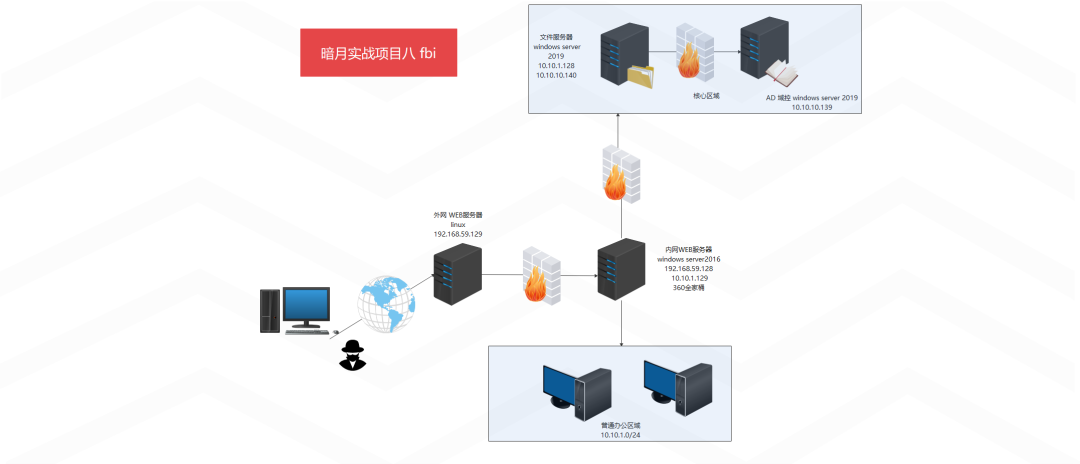 暗月实战项目八 fbi
文件服务器
windows server
2019
10.10.1.128
10.10.10.140
核心区域
AD 域控 windows server 2019
10.10.10.139
外网 WEB服务器
linux
192.168.59.129
内网WEB服务器
windows server2016
192.168.59.128
10.10.1.129
360全家桶
普通办公区域
10.10.1.0/24